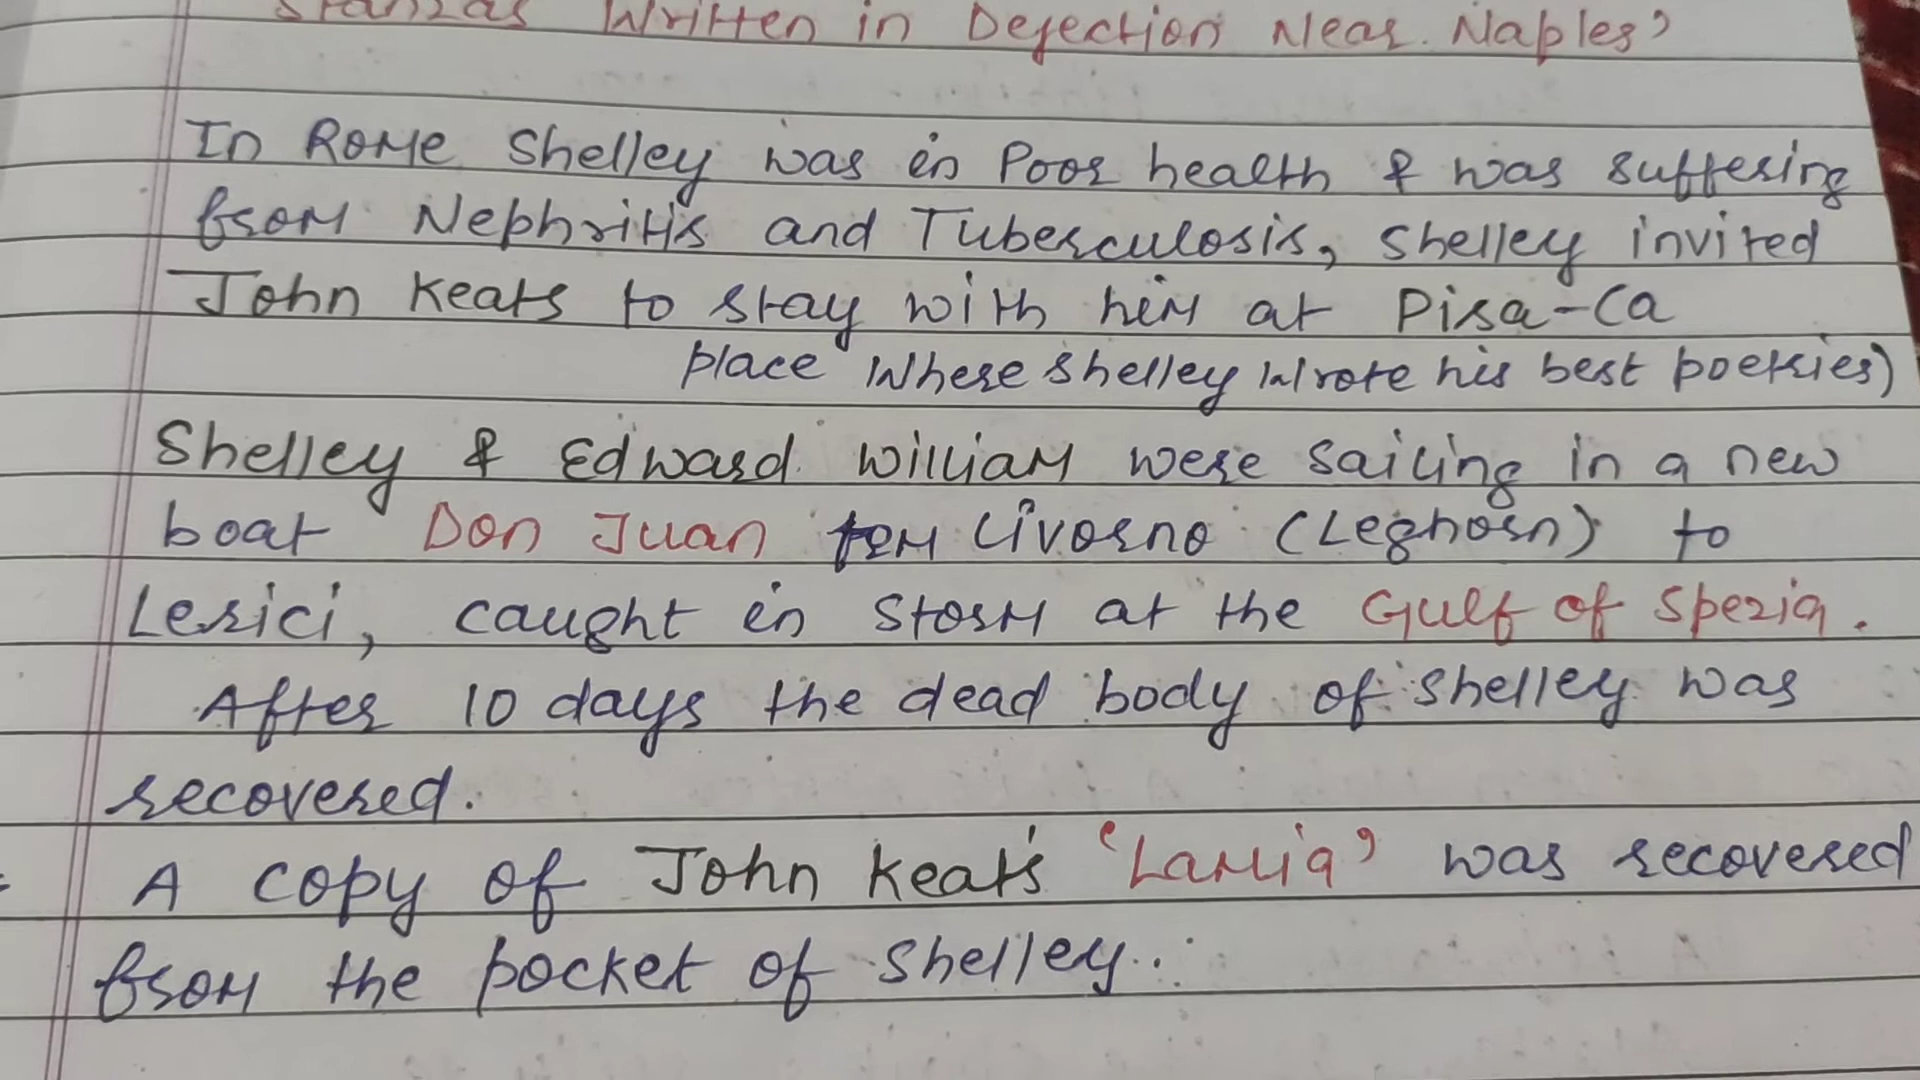 Stanzas Written in Dejection Near Naples'
In Rome Shelley was in Poor health & was suffering
from Nephritis and Tuberculosis, Shelley invited
John Keats to stay with him at Pisa-(a
place where Shelley Wrote his best poetries)
Shelley & Edward William were sailing in a new
boat Don Juan from Livorno (Leghorn) to
Lerici, caught in storm at the Gulf of Spezia.
After 10 days the dead body of Shelley was
recovered.
A copy of John Keat's 'Lamia' was recovered
from the pocket of Shelley.